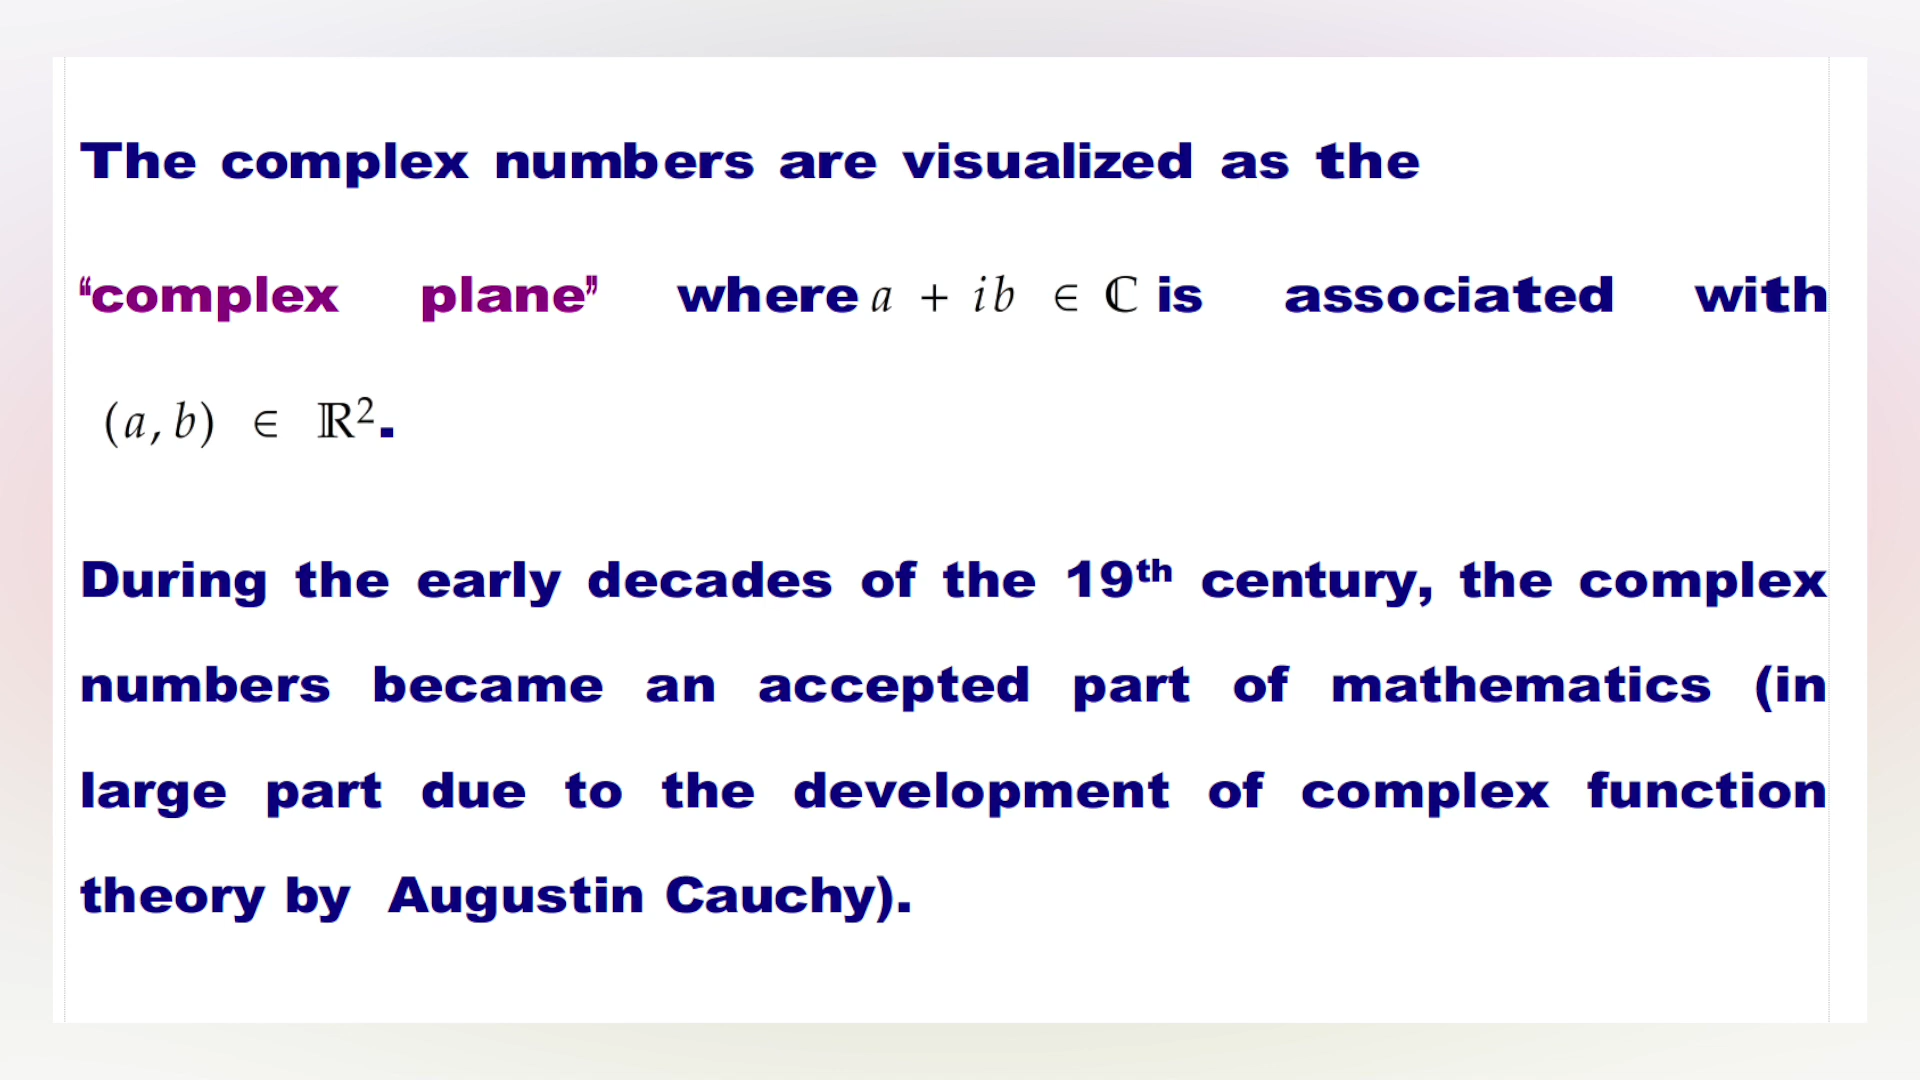 The complex numbers are visualized as the
“complex plane” where a + ib ∈ ℂ is associated with
(a, b) ∈ ℝ².
During the early decades of the 19th century, the complex
numbers became an accepted part of mathematics (in
large part due to the development of complex function
theory by Augustin Cauchy).